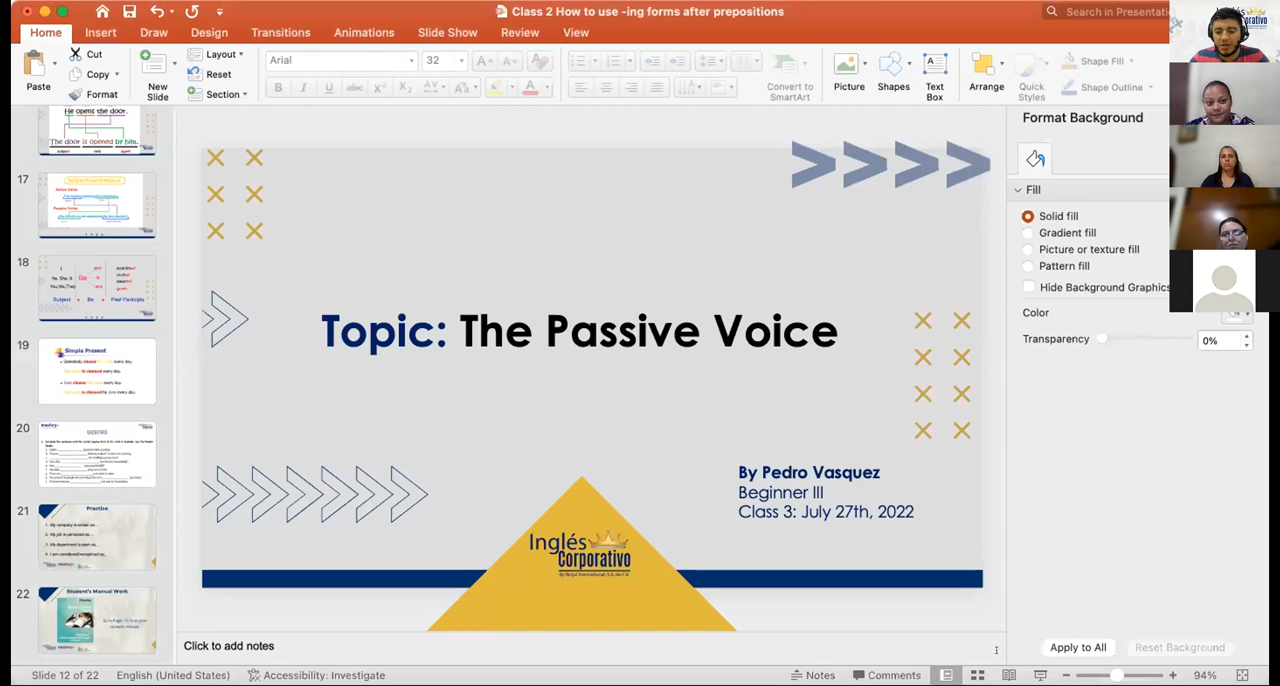 Class 2 How to use -ing forms after prepositions
Search in Presentatio
Home Insert Draw Design Transitions Animations Slide Show Review View
Paste
Cut
Copy
Format
New
Slide
Layout
Reset
Section
Arial 32
Convert to
SmartArt
Picture
Shapes
Text
Box
Arrange
Quick
Styles
Shape Fill
Shape Outline
He opens the door.
The door is opened by him.
17
18
19
Simple Present
20
21
Practice
22
Student's Manual Work
Topic: The Passive Voice
By Pedro Vasquez
Beginner III
Class 3: July 27th, 2022
Inglés
Corporativo
Click to add notes
Format Background
Fill
Solid fill
Gradient fill
Picture or texture fill
Pattern fill
Hide Background Graphics
Color
Transparency 0%
Apply to All
Reset Background
Slide 12 of 22
English (United States)
Accessibility: Investigate
Notes
Comments
94%